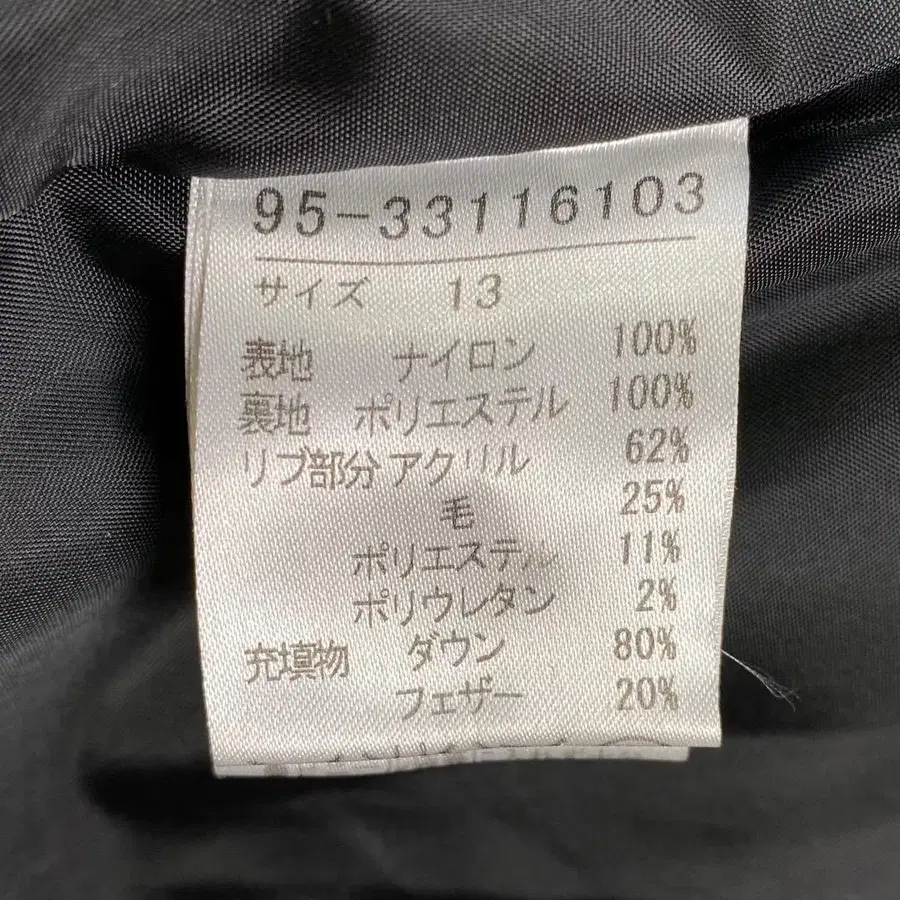 95-33116103
サイズ 13
表地 ナイロン 100%
裏地 ポリエステル 100%
リブ部分 アクリル 62%
毛 25%
ポリエステル 11%
ポリウレタン 2%
充填物 ダウン 80%
フェザー 20%